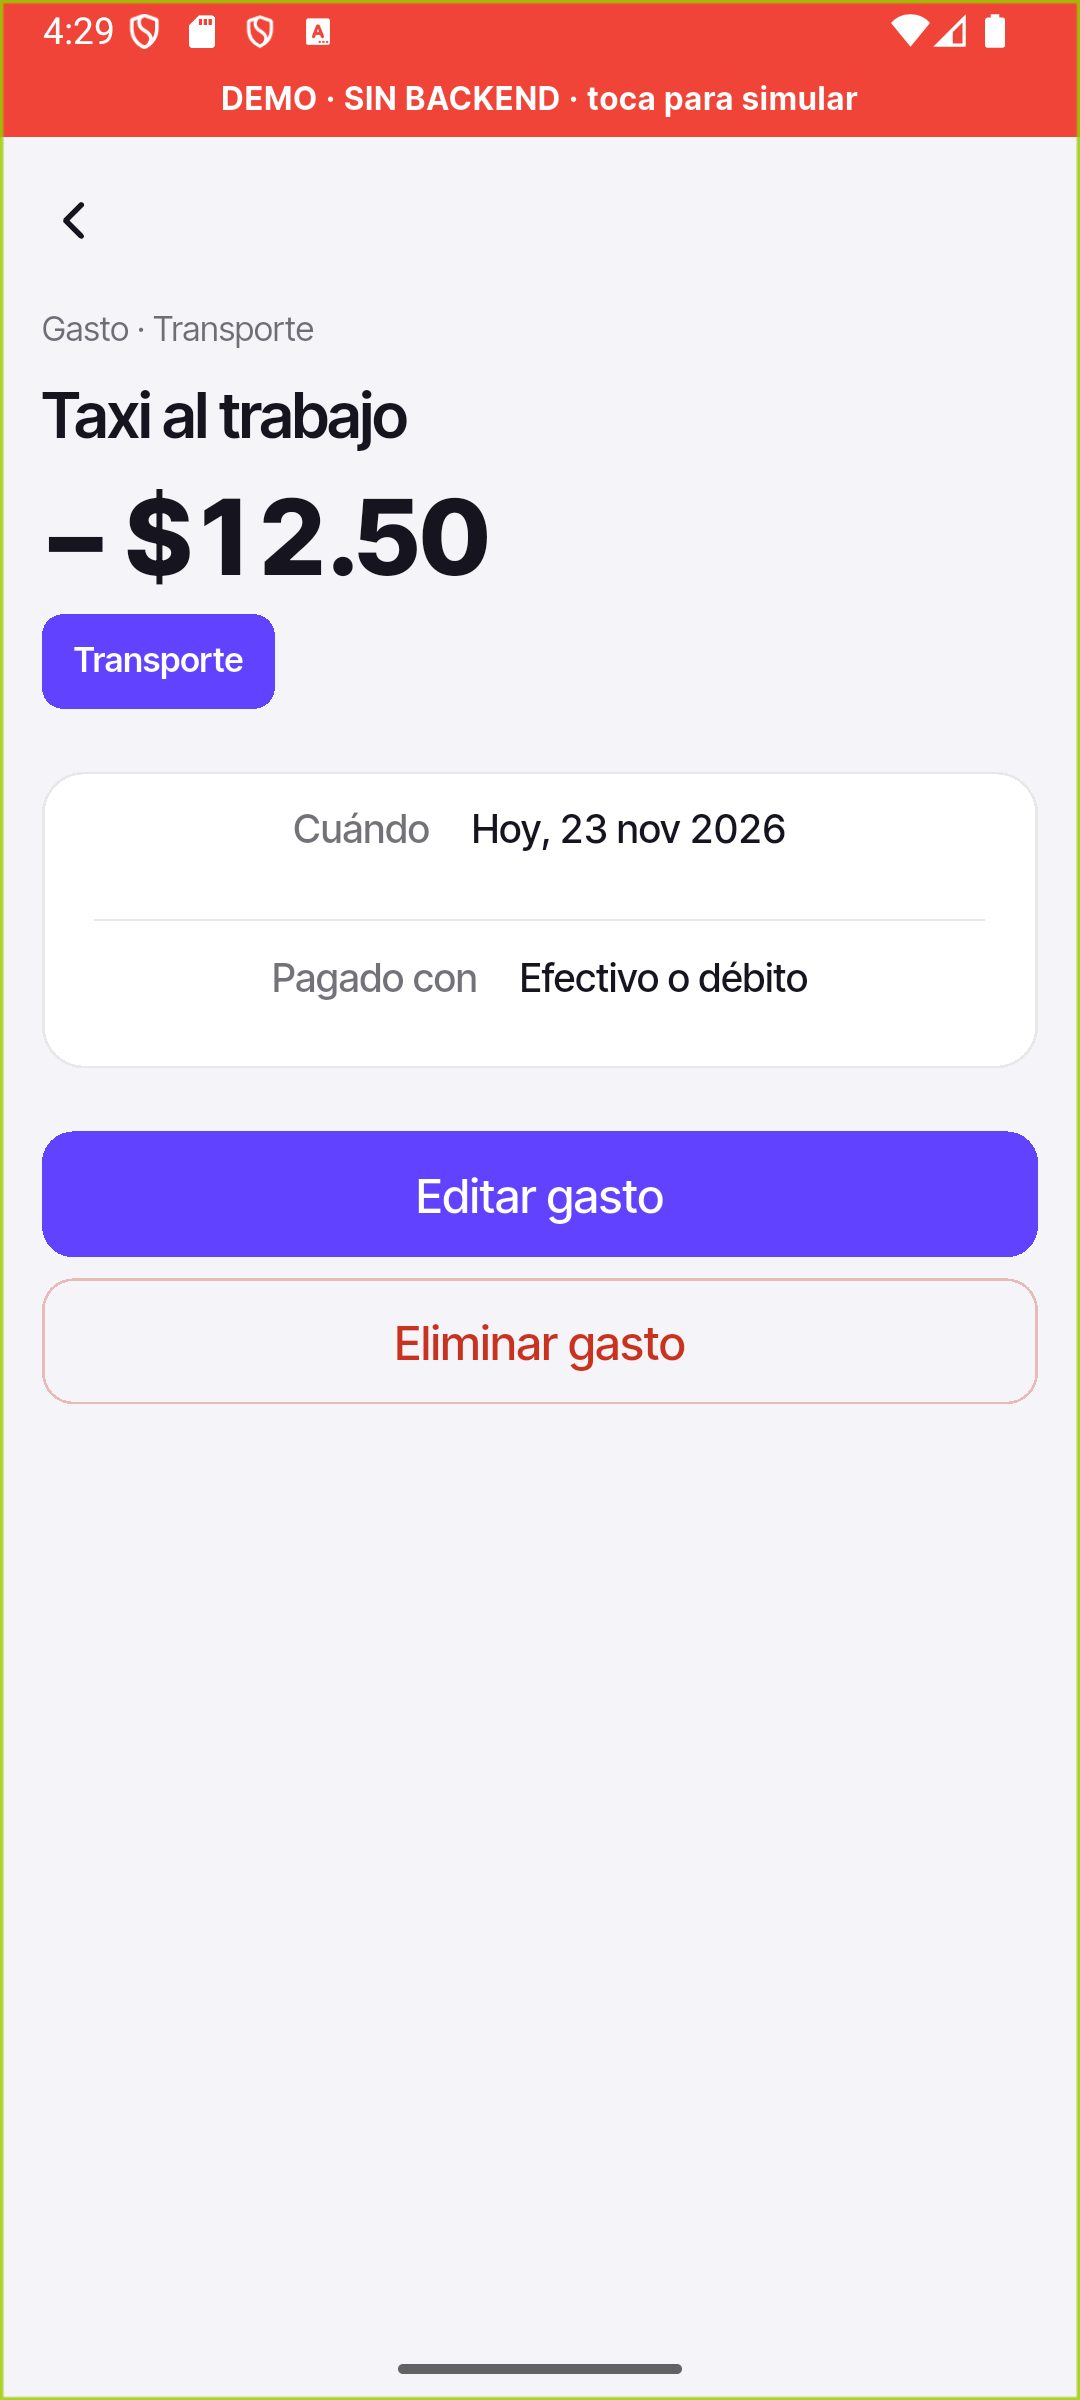 4:29
DEMO · SIN BACKEND · toca para simular
Gasto · Transporte
Taxi al trabajo
– $12.50
Transporte
Cuándo Hoy, 23 nov 2026
Pagado con Efectivo o débito
Editar gasto
Eliminar gasto